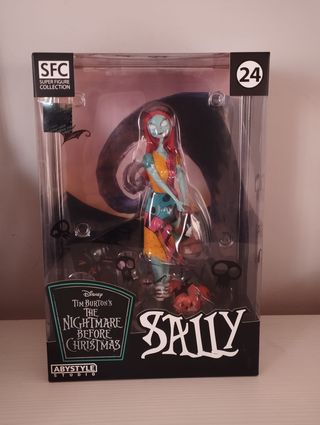 SFC
SUPER FIGURE
COLLECTION
24
Disney
TIM BURTON'S
THE
NIGHTMARE
BEFORE
CHRISTMAS
SALLY
ABYSTYLE
STUDIO